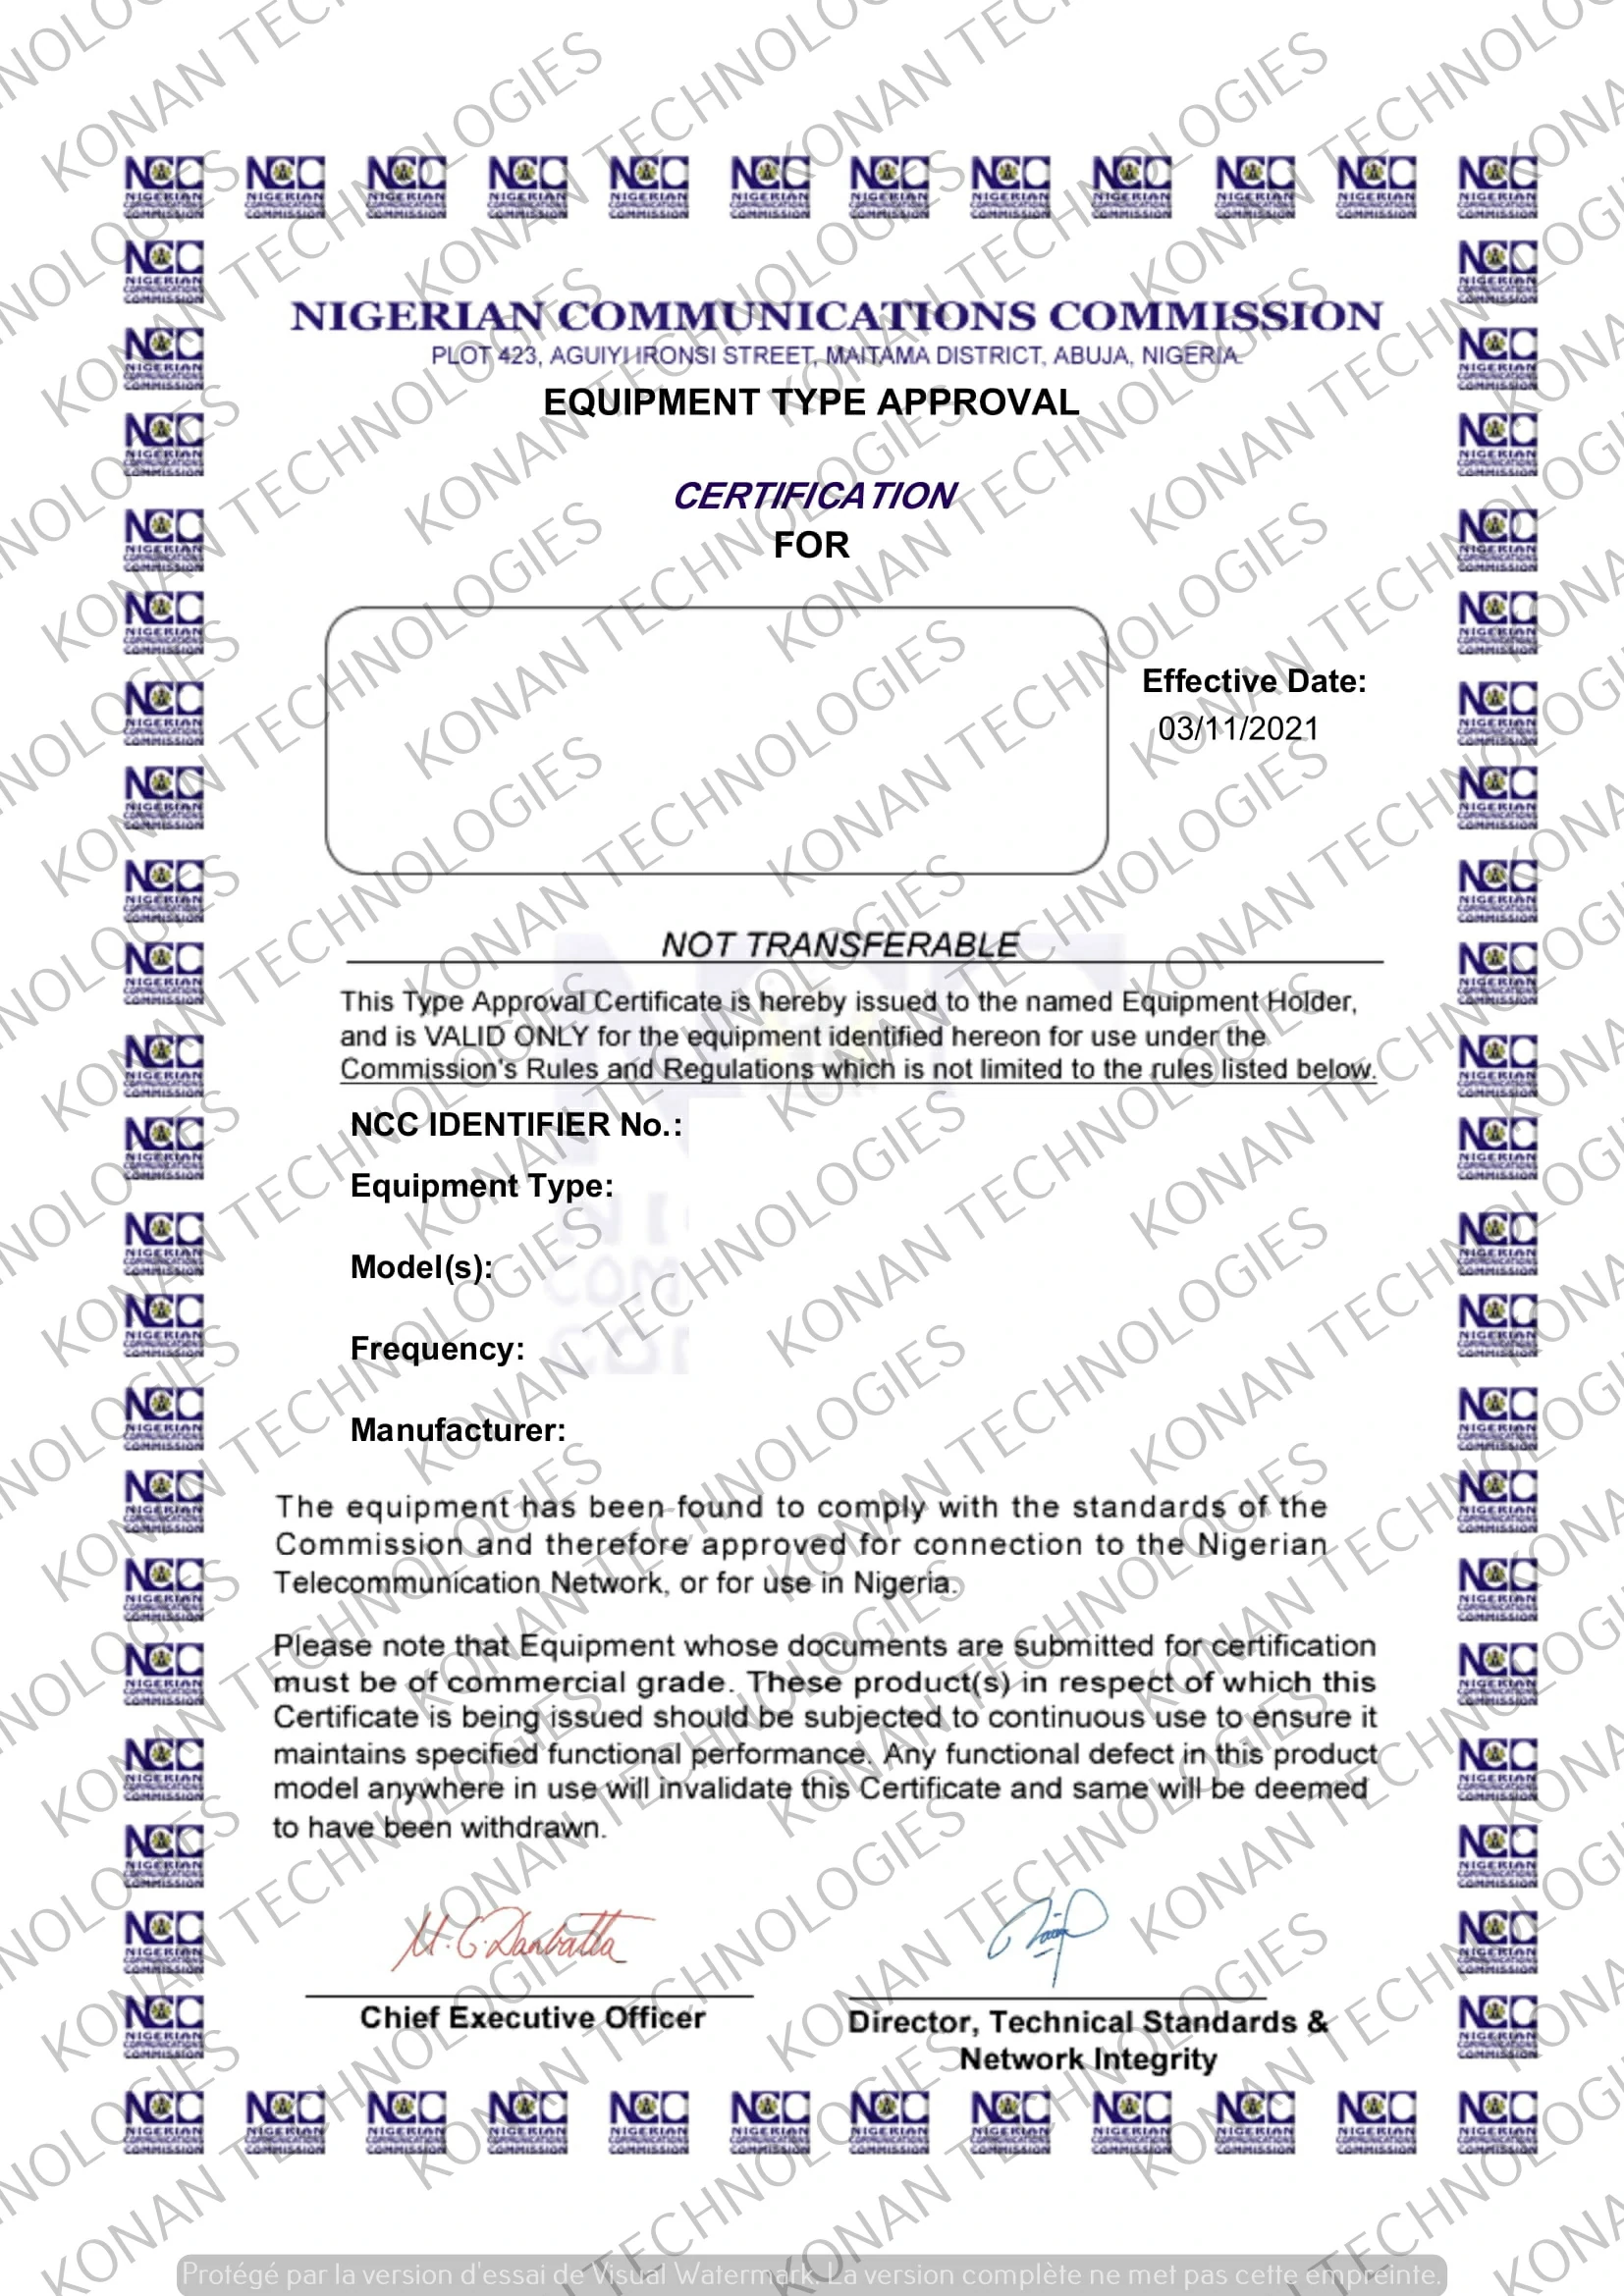 NIGERIAN COMMUNICATIONS COMMISSION
PLOT 423, AGUIYI IRONSI STREET, MAITAMA DISTRICT, ABUJA, NIGERIA.
EQUIPMENT TYPE APPROVAL
CERTIFICATION
FOR
Effective Date:
03/11/2021
NOT TRANSFERABLE
This Type Approval Certificate is hereby issued to the named Equipment Holder,
and is VALID ONLY for the equipment identified hereon for use under the
Commission's Rules and Regulations which is not limited to the rules listed below.
NCC IDENTIFIER No.:
Equipment Type:
Model(s):
Frequency:
Manufacturer:
The equipment has been found to comply with the standards of the
Commission and therefore approved for connection to the Nigerian
Telecommunication Network, or for use in Nigeria.
Please note that Equipment whose documents are submitted for certification
must be of commercial grade. These product(s) in respect of which this
Certificate is being issued should be subjected to continuous use to ensure it
maintains specified functional performance. Any functional defect in this product
model anywhere in use will invalidate this Certificate and same will be deemed
to have been withdrawn.
M. G. Danbatta
Chief Executive Officer
Director, Technical Standards &
Network Integrity
NCC
NIGERIAN
COMMUNICATIONS
COMMISSION
KONAN TECHNOLOGIES
Protégé par la version d'essai de Visual Watermark. La version complète ne met pas cette empreinte.